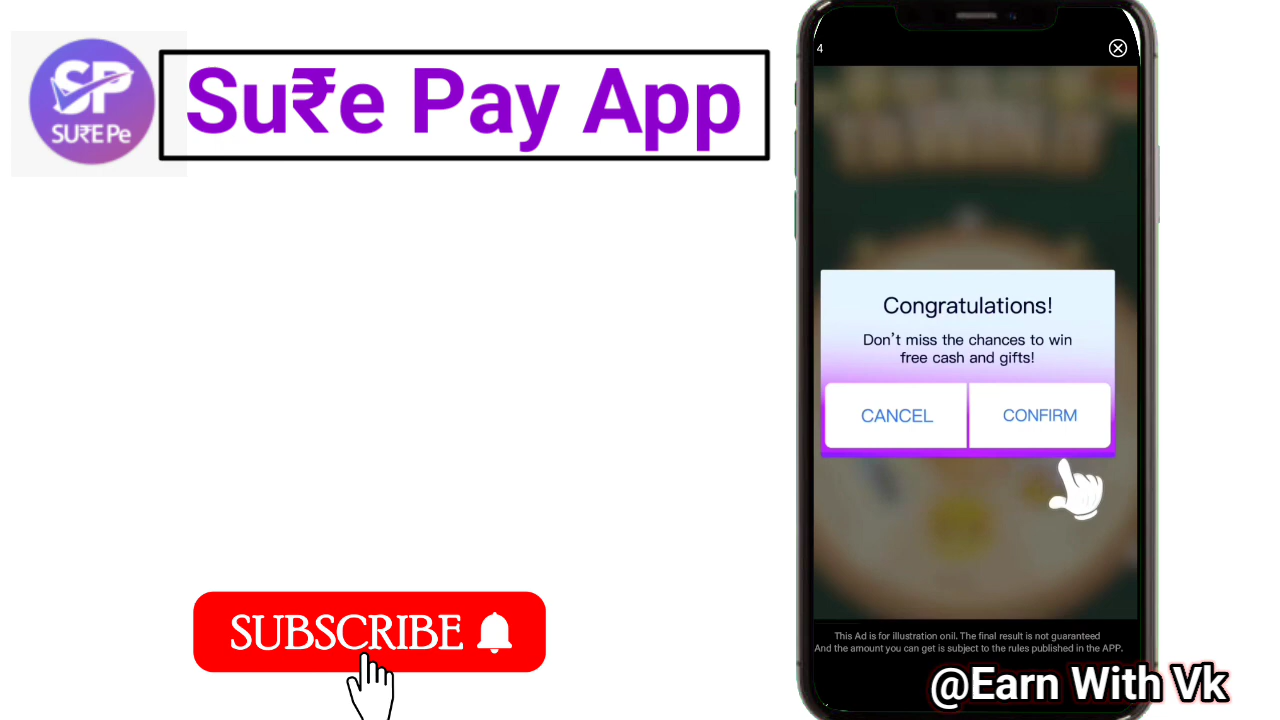 SP
SU₹E Pe
Su₹e Pay App
4
Congratulations!
Don't miss the chances to win
free cash and gifts!
CANCEL
CONFIRM
SUBSCRIBE
This Ad is for illustration onil. The final result is not guaranteed
And the amount you can get is subject to the rules published in the APP.
@Earn With Vk